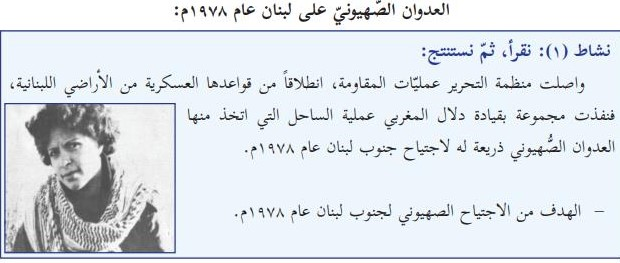 العدوان الصّهيونيّ على لبنان عام ١٩٧٨م:
نشاط (١): نقرأ، ثمّ نستنتج:
واصلت منظمة التحرير عمليّات المقاومة، انطلاقاً من قواعدها العسكرية من الأراضي اللبنانية،
فنفذت مجموعة بقيادة دلال المغربي عملية الساحل التي اتخذ منها
العدوان الصُّهيوني ذريعة له لاجتياح جنوب لبنان عام ١٩٧٨م.
– الهدف من الاجتياح الصهيوني لجنوب لبنان عام ١٩٧٨م.